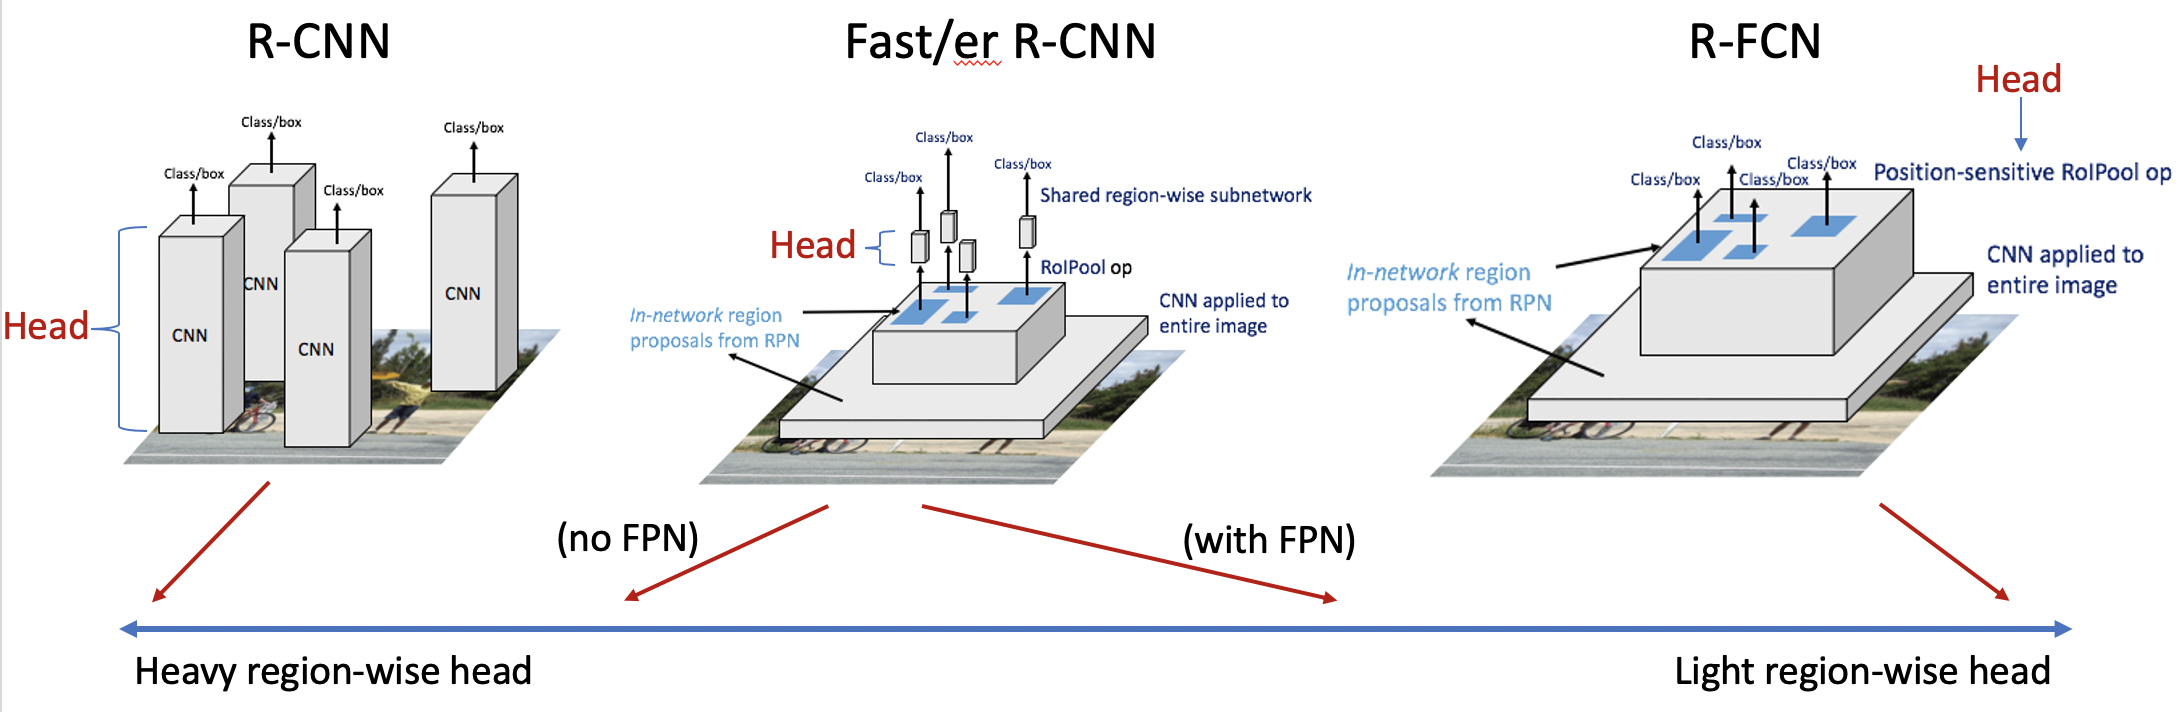 R-CNN
Class/box
Class/box
Class/box
Class/box
CNN
CNN
CNN
CNN
Head
Fast/er R-CNN
Class/box
Class/box
Class/box
Shared region-wise subnetwork
Head
RoIPool op
In-network region
proposals from RPN
CNN applied to
entire image
R-FCN
Head
Class/box
Class/box
Class/box
Class/box
Position-sensitive RoIPool op
In-network region
proposals from RPN
CNN applied to
entire image
(no FPN)
(with FPN)
Heavy region-wise head
Light region-wise head